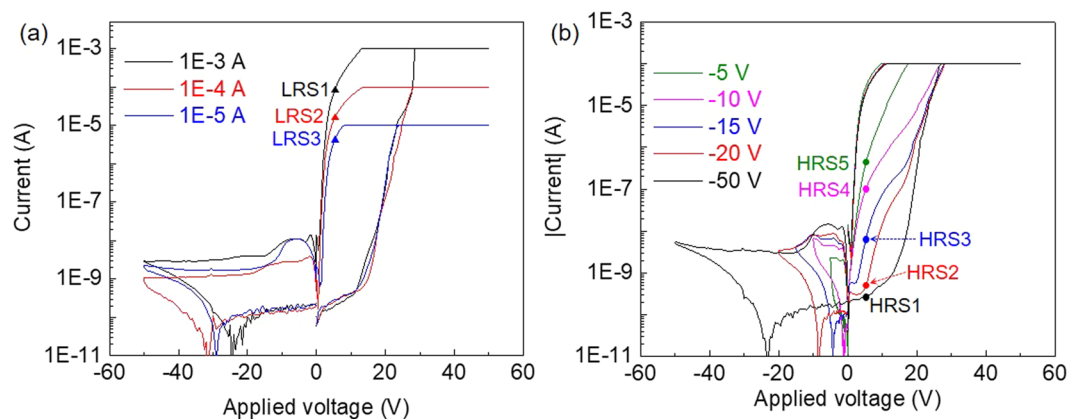 (a)
1E-3
1E-5
1E-7
1E-9
1E-11
Current (A)
1E-3 A
1E-4 A
1E-5 A
LRS1
LRS2
LRS3
-60 -40 -20 0 20 40 60
Applied voltage (V)
(b)
1E-3
1E-5
1E-7
1E-9
1E-11
|Current| (A)
-5 V
-10 V
-15 V
-20 V
-50 V
HRS5
HRS4
HRS3
HRS2
HRS1
-60 -40 -20 0 20 40 60
Applied voltage (V)